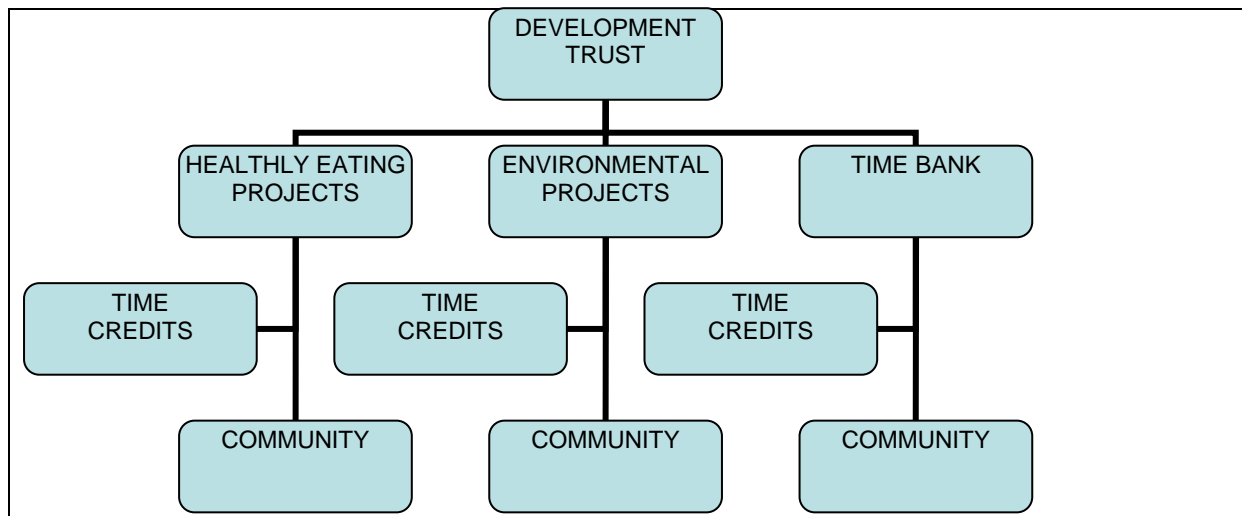 DEVELOPMENT
TRUST
HEALTHLY EATING
PROJECTS
ENVIRONMENTAL
PROJECTS
TIME BANK
TIME
CREDITS
TIME
CREDITS
TIME
CREDITS
COMMUNITY
COMMUNITY
COMMUNITY